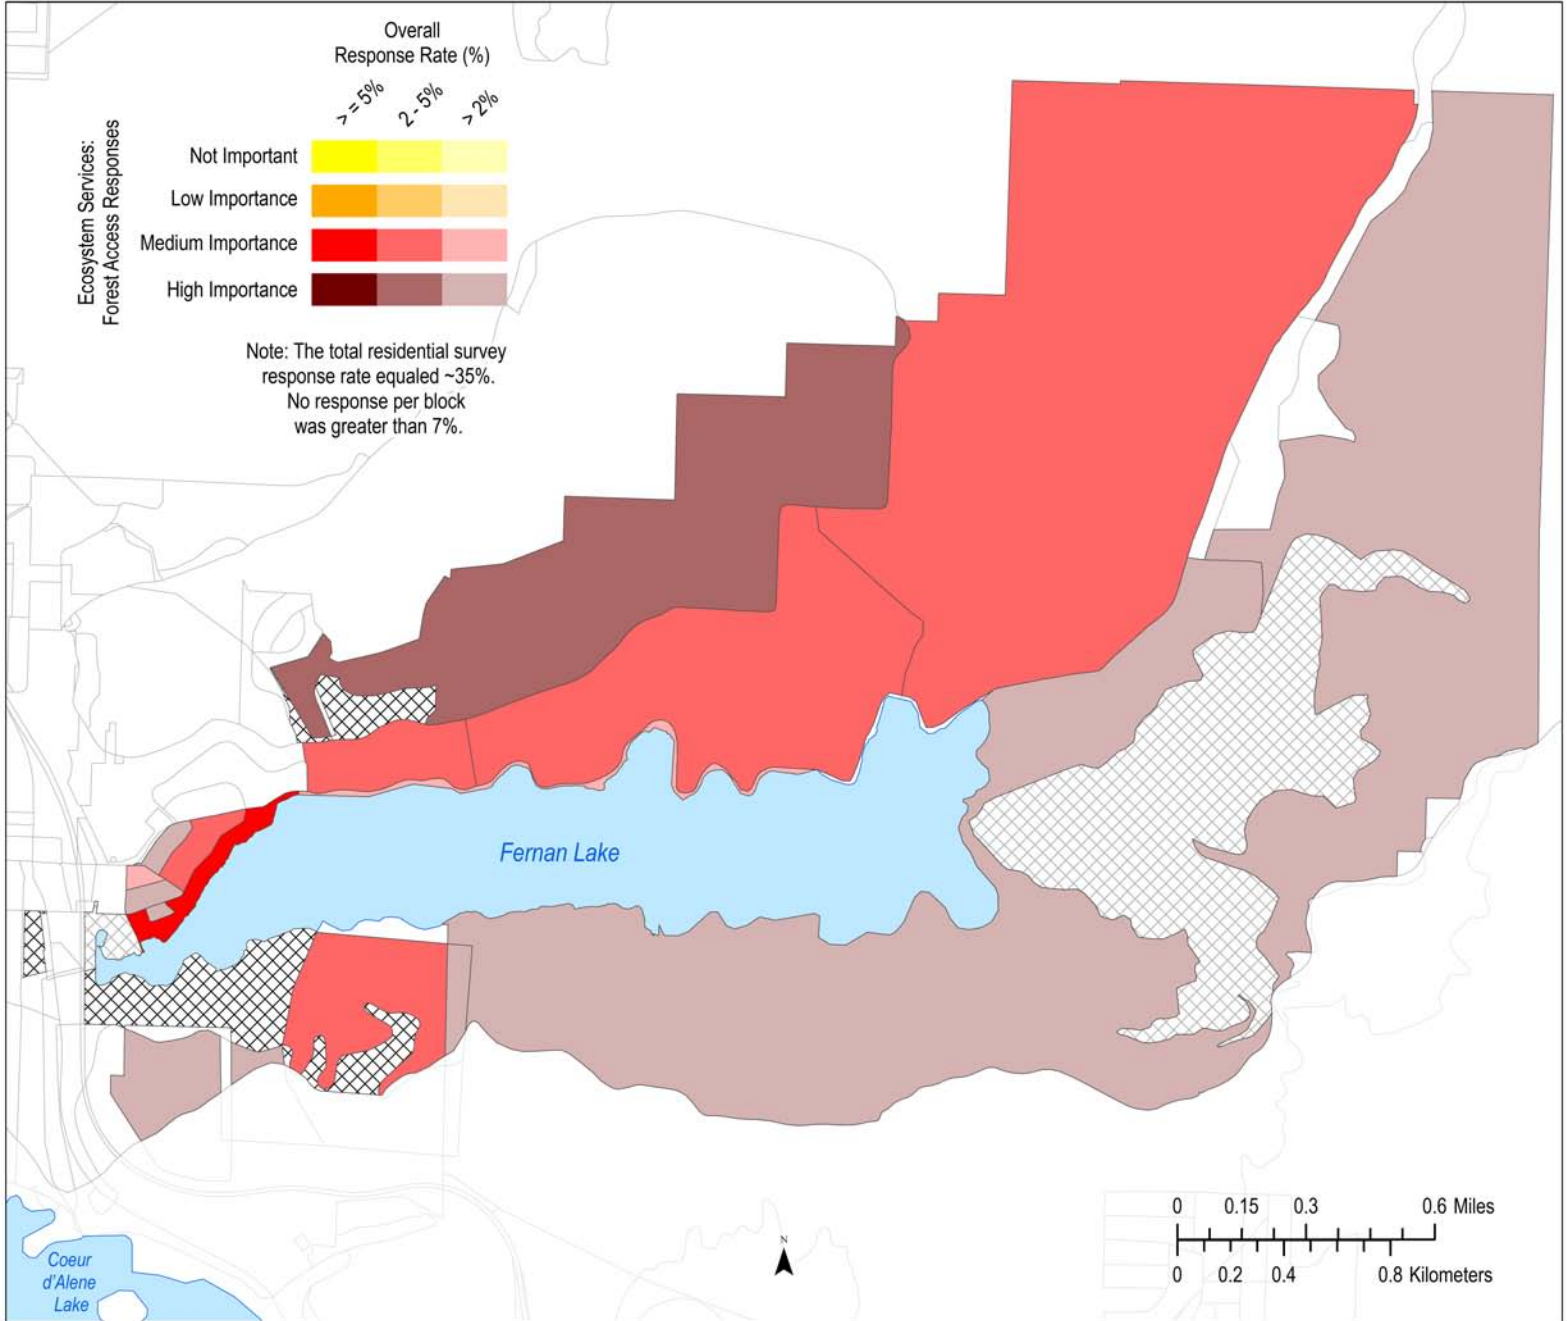 Overall
Response Rate (%)
> = 5%
2 - 5%
> 2%
Ecosystem Services:
Forest Access Responses
Not Important
Low Importance
Medium Importance
High Importance
Note: The total residential survey
response rate equaled ~35%.
No response per block
was greater than 7%.
Fernan Lake
Coeur
d'Alene
Lake
N
0 0.15 0.3 0.6 Miles
0 0.2 0.4 0.8 Kilometers